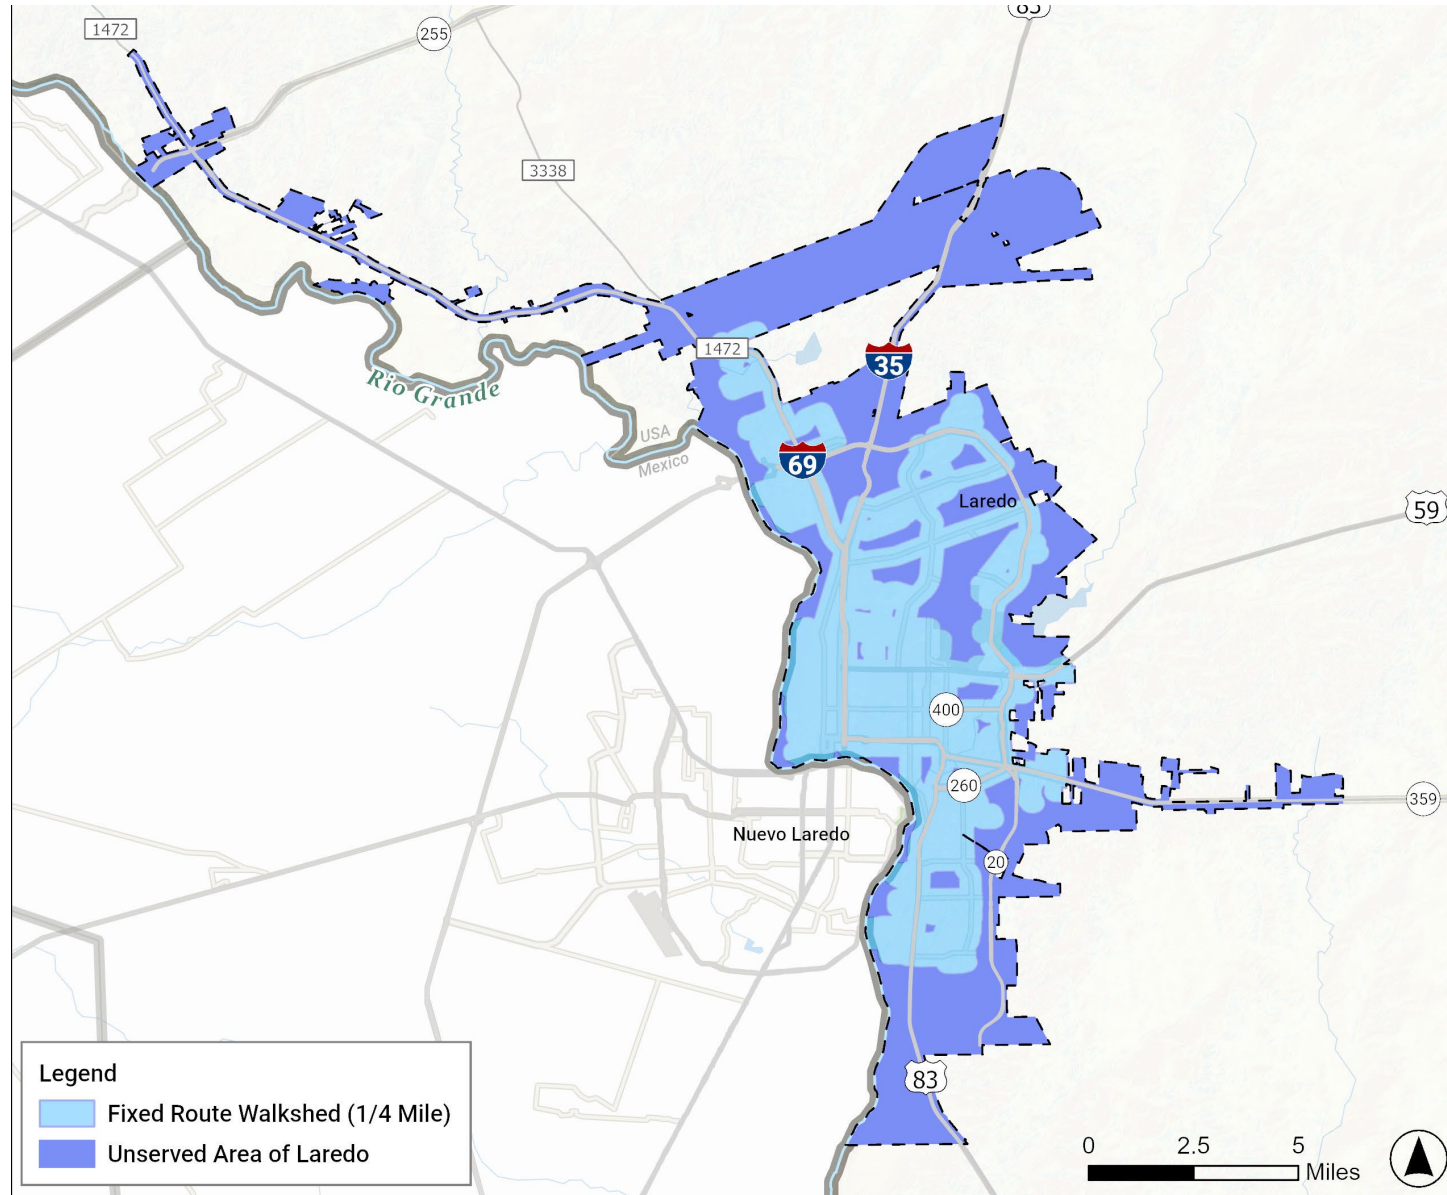 83
1472
255
3338
1472
35
Rio Grande
USA
Mexico
69
Laredo
59
400
260
359
Nuevo Laredo
20
83
Legend
Fixed Route Walkshed (1/4 Mile)
Unserved Area of Laredo
0 2.5 5
Miles